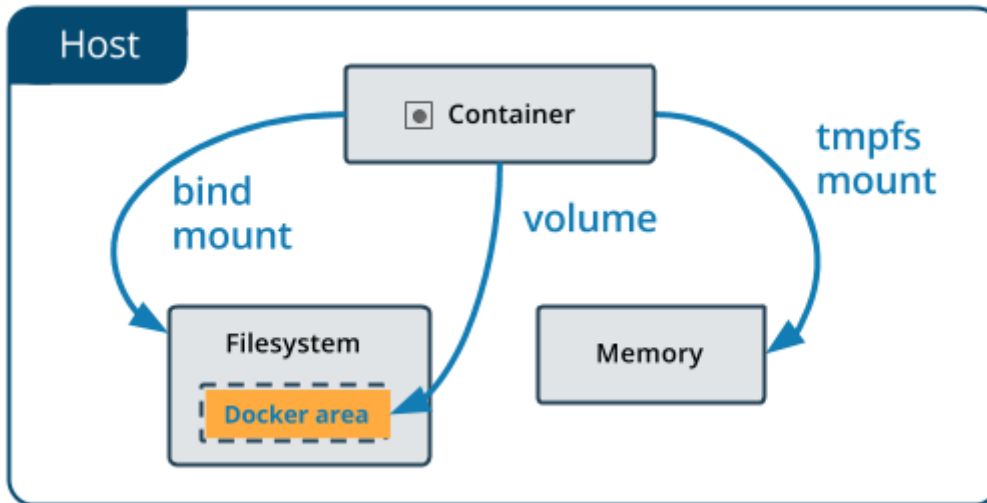 Host
Container
bind
mount
volume
tmpfs
mount
Filesystem
Docker area
Memory